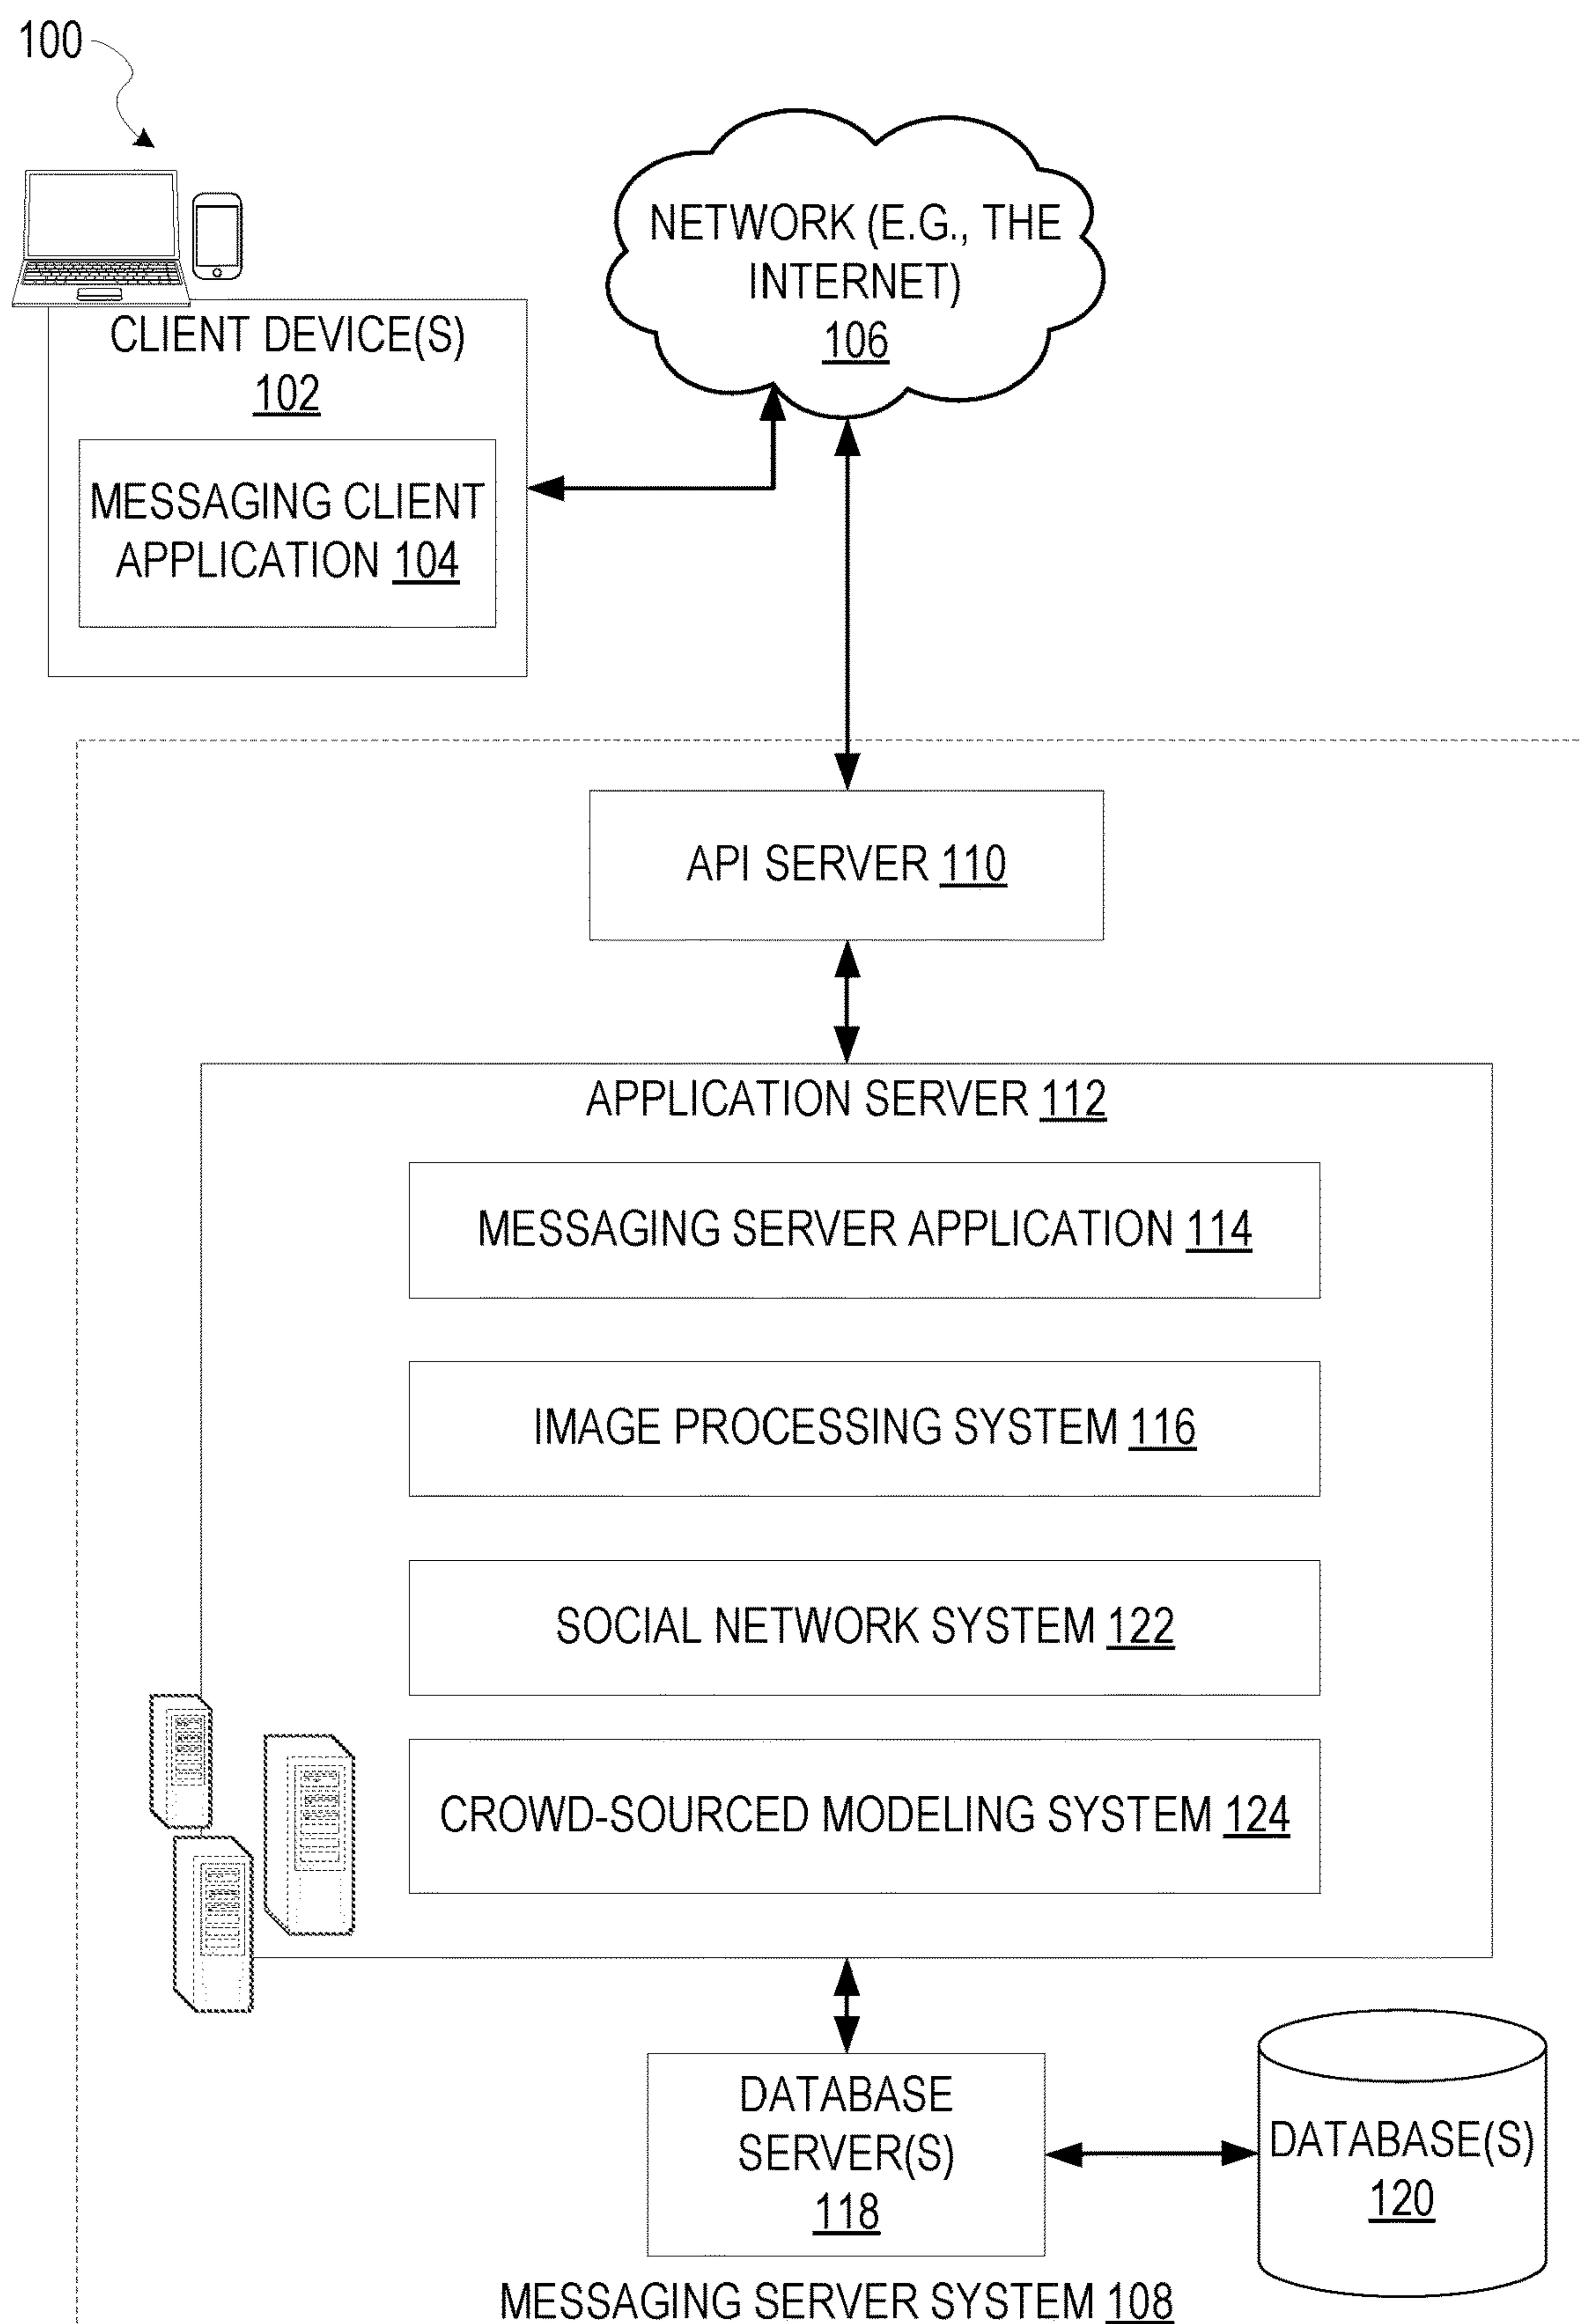 100
NETWORK (E.G., THE
INTERNET)
106
CLIENT DEVICE(S)
102
MESSAGING CLIENT
APPLICATION 104
API SERVER 110
APPLICATION SERVER 112
MESSAGING SERVER APPLICATION 114
IMAGE PROCESSING SYSTEM 116
SOCIAL NETWORK SYSTEM 122
CROWD-SOURCED MODELING SYSTEM 124
DATABASE
SERVER(S)
118
DATABASE(S)
120
MESSAGING SERVER SYSTEM 108